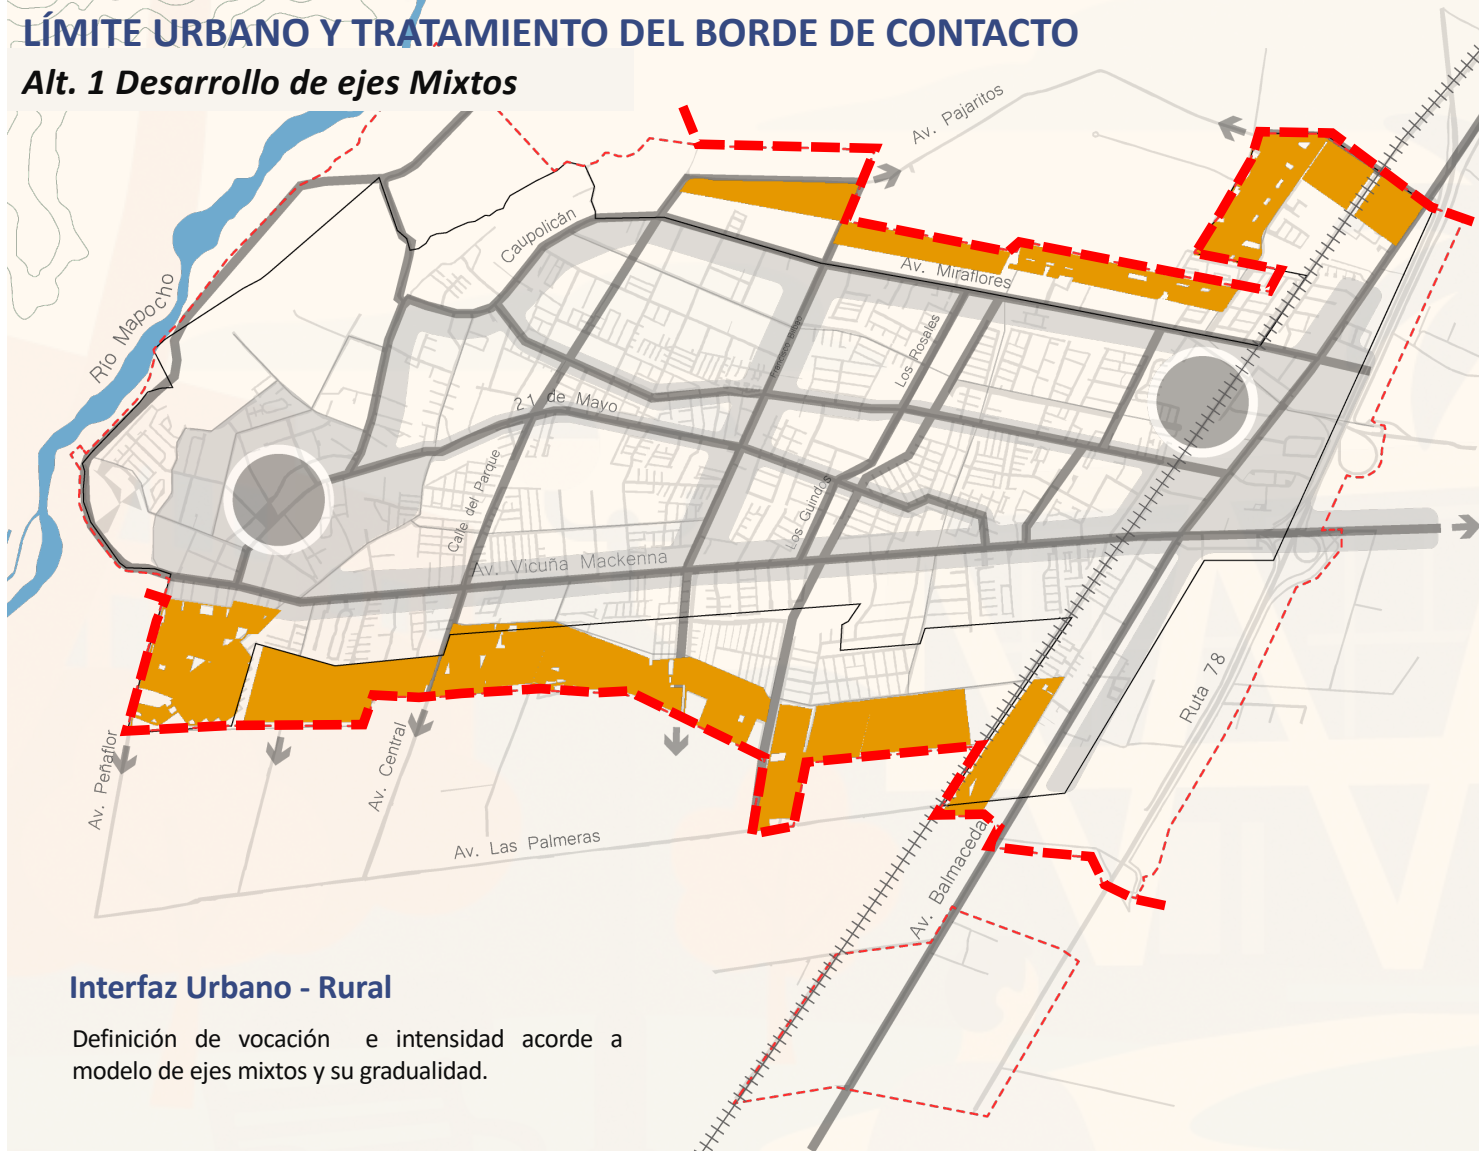 LÍMITE URBANO Y TRATAMIENTO DEL BORDE DE CONTACTO
Alt. 1 Desarrollo de ejes Mixtos
Av. Pajaritos
Caupolicán
Av. Miraflores
Río Mapocho
Los Rosales
21 de Mayo
Calle del Parque
Los Guindos
Av. Vicuña Mackenna
Ruta 78
Av. Peñaflor
Av. Central
Av. Las Palmeras
Av. Balmaceda
Interfaz Urbano - Rural
Definición de vocación e intensidad acorde a
modelo de ejes mixtos y su gradualidad.